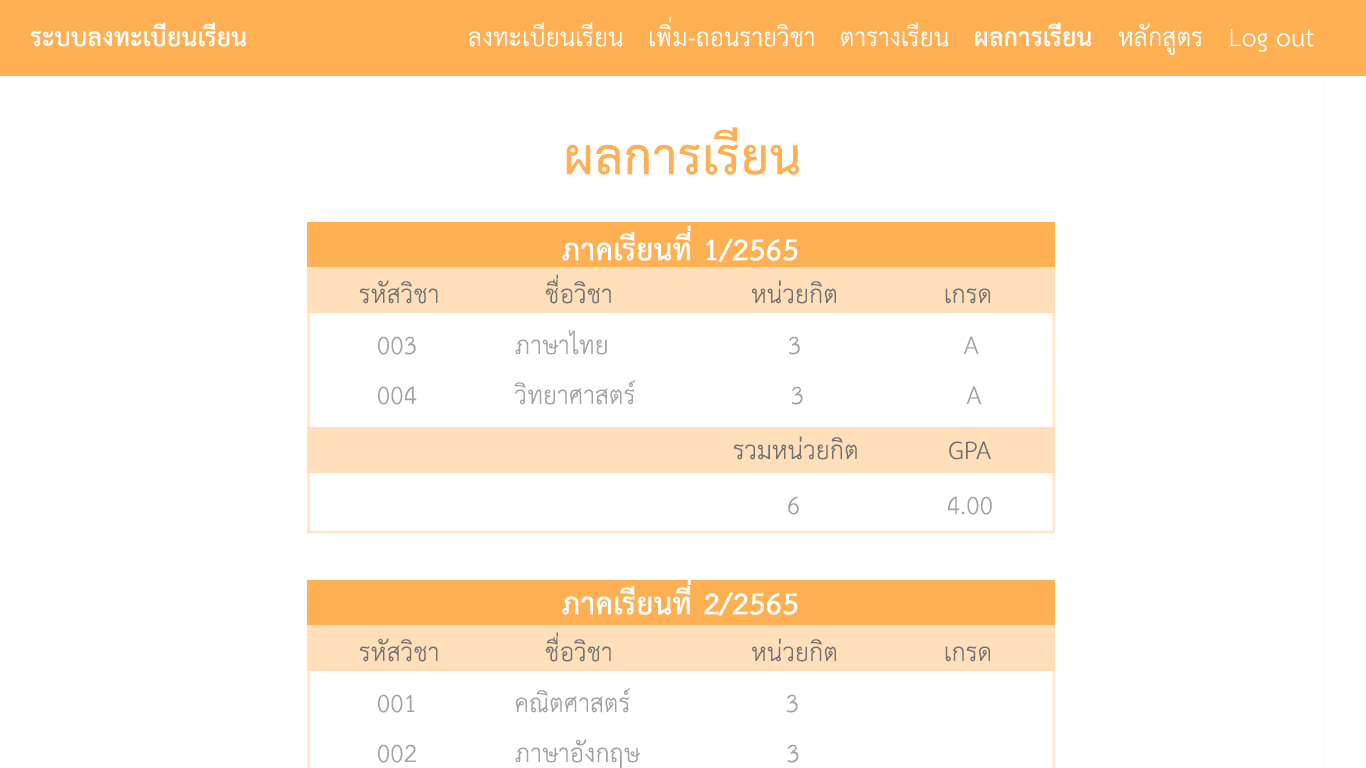 ระบบลงทะเบียนเรียน ลงทะเบียนเรียน เพิ่ม-ถอนรายวิชา ตารางเรียน ผลการเรียน หลักสูตร Log out
ผลการเรียน
ภาคเรียนที่ 1/2565
รหัสวิชา ชื่อวิชา หน่วยกิต เกรด
003 ภาษาไทย 3 A
004 วิทยาศาสตร์ 3 A
รวมหน่วยกิต GPA
6 4.00
ภาคเรียนที่ 2/2565
รหัสวิชา ชื่อวิชา หน่วยกิต เกรด
001 คณิตศาสตร์ 3
002 ภาษาอังกฤษ 3